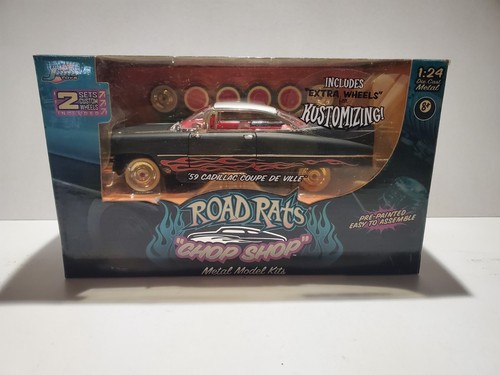 Jada
2 SETS
CUSTOM
WHEELS
INCLUDES
"EXTRA WHEELS"
KUSTOMIZING!
1:24
Die Cast
Metal
8+
'59 CADILLAC COUPE DE VILLE
ROAD RATS
"CHOP SHOP"
Metal Model Kits
PRE-PAINTED
EASY TO ASSEMBLE